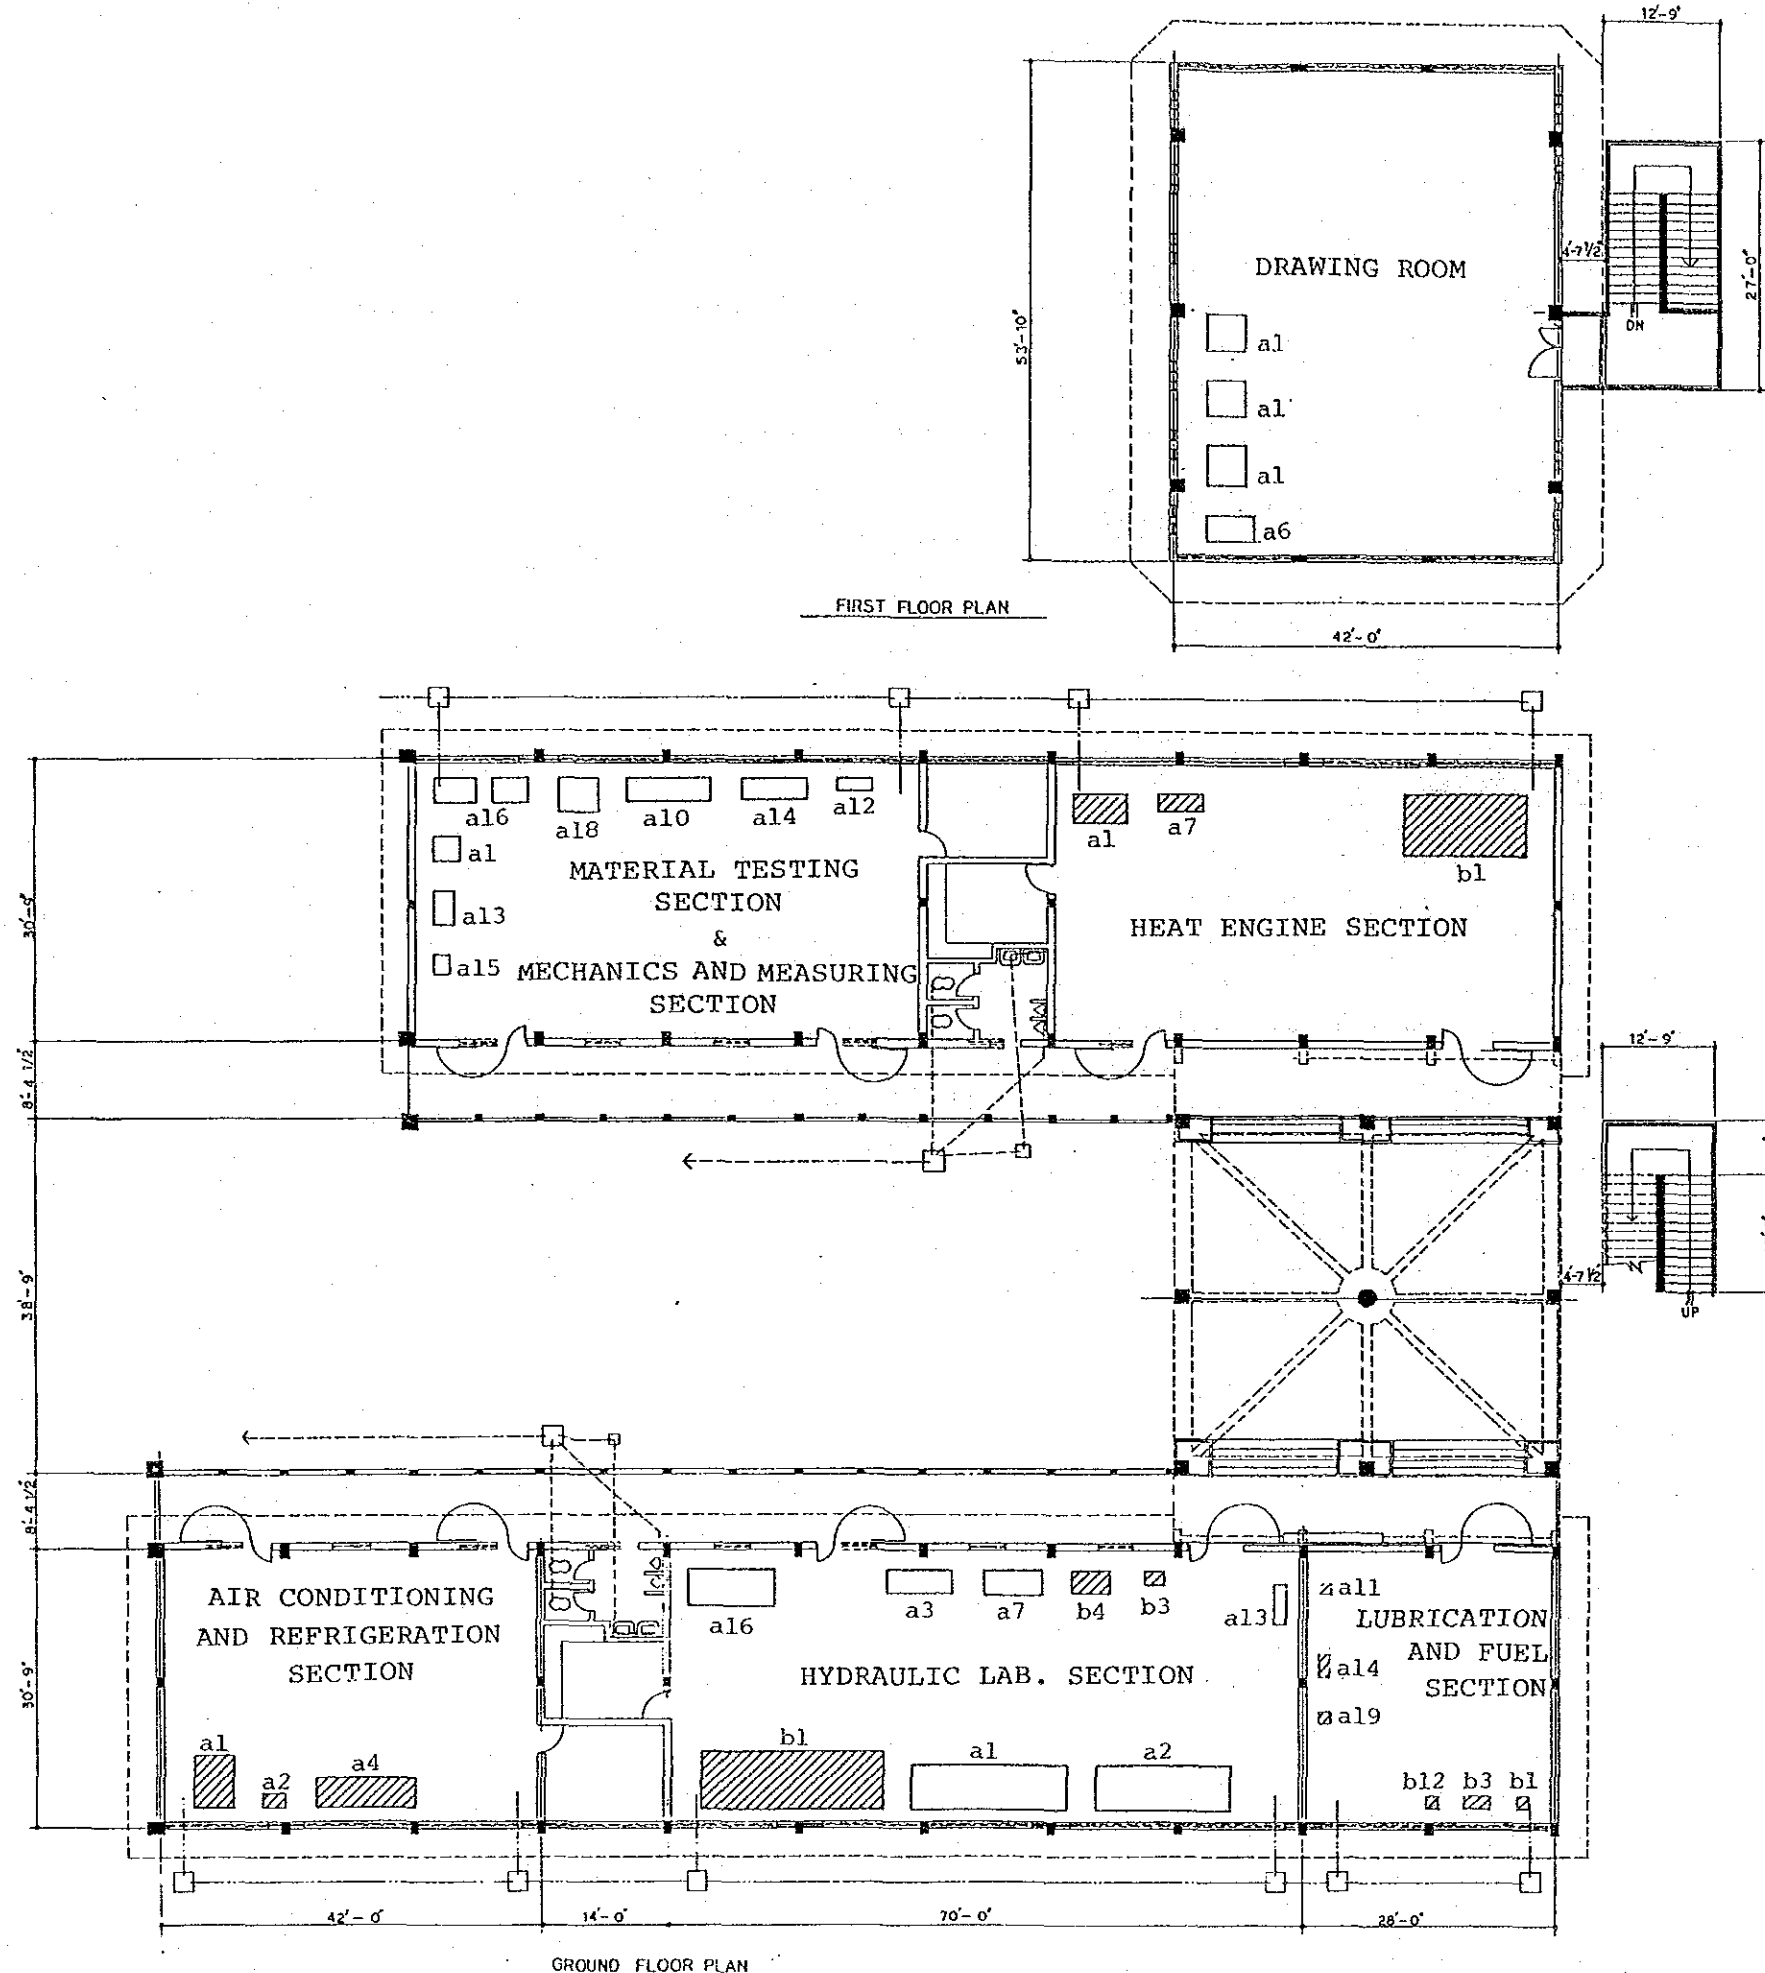 12'-9"
DRAWING ROOM
4'-7½"
27'-0"
DN
53'-10"
a1
a1
a1
a6
FIRST FLOOR PLAN
42'-0"
a16
a18
a10
a14
a12
a1
a7
b1
a1
MATERIAL TESTING
SECTION
&
MECHANICS AND MEASURING
SECTION
a13
a15
HEAT ENGINE SECTION
30'-9"
8'-4 1/2"
12'-9"
38'-9"
4'-7½"
UP
8'-4 1/2"
30'-9"
AIR CONDITIONING
AND REFRIGERATION
SECTION
a1
a2
a4
a16
a3
a7
b4
b3
a13
HYDRAULIC LAB. SECTION
b1
a1
a2
a11
LUBRICATION
AND FUEL
SECTION
a14
a19
b12
b3
b1
42'-0"
14'-0"
70'-0"
28'-0"
GROUND FLOOR PLAN